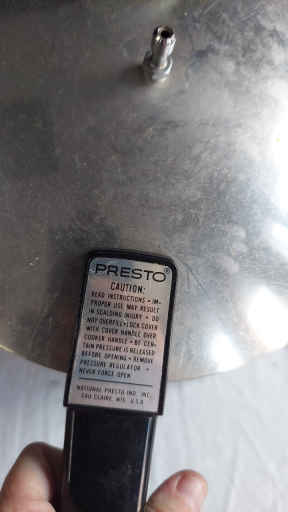 PRESTO®
CAUTION:
READ INSTRUCTIONS • IM-
PROPER USE MAY RESULT
IN SCALDING INJURY • DO
NOT OVERFILL • LOCK COVER
WITH COVER HANDLE OVER
COOKER HANDLE • BE CER-
TAIN PRESSURE IS RELEASED
BEFORE OPENING • REMOVE
PRESSURE REGULATOR •
NEVER FORCE OPEN
NATIONAL PRESTO IND. INC.
EAU CLAIRE, WIS. U.S.A.